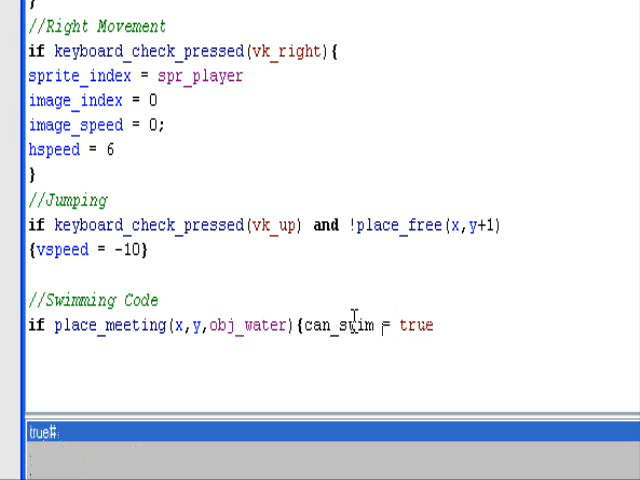 }
//Right Movement
if keyboard_check_pressed(vk_right){
sprite_index = spr_player
image_index = 0
image_speed = 0;
hspeed = 6
}
//Jumping
if keyboard_check_pressed(vk_up) and !place_free(x,y+1)
{vspeed = -10}
//Swimming Code
if place_meeting(x,y,obj_water){can_swim = true
true#